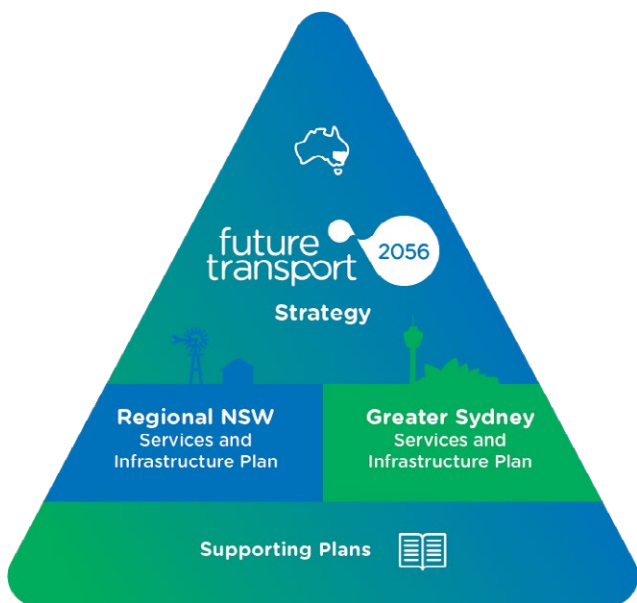 future
transport
2056
Strategy
Regional NSW
Services and
Infrastructure Plan
Greater Sydney
Services and
Infrastructure Plan
Supporting Plans